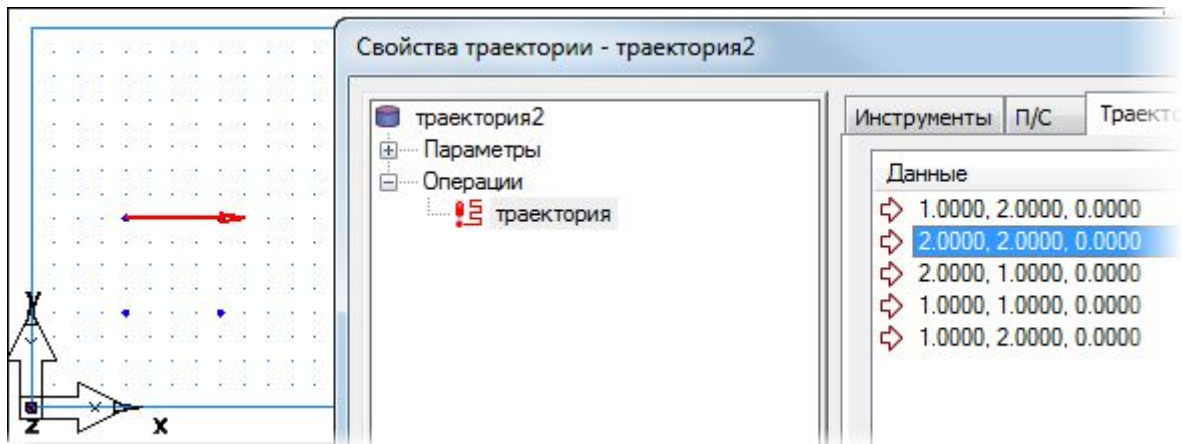 Свойства траектории - траектория2
траектория2
Параметры
Операции
траектория
Инструменты П/С Траекто
Данные
1.0000, 2.0000, 0.0000
2.0000, 2.0000, 0.0000
2.0000, 1.0000, 0.0000
1.0000, 1.0000, 0.0000
1.0000, 2.0000, 0.0000
y
z x